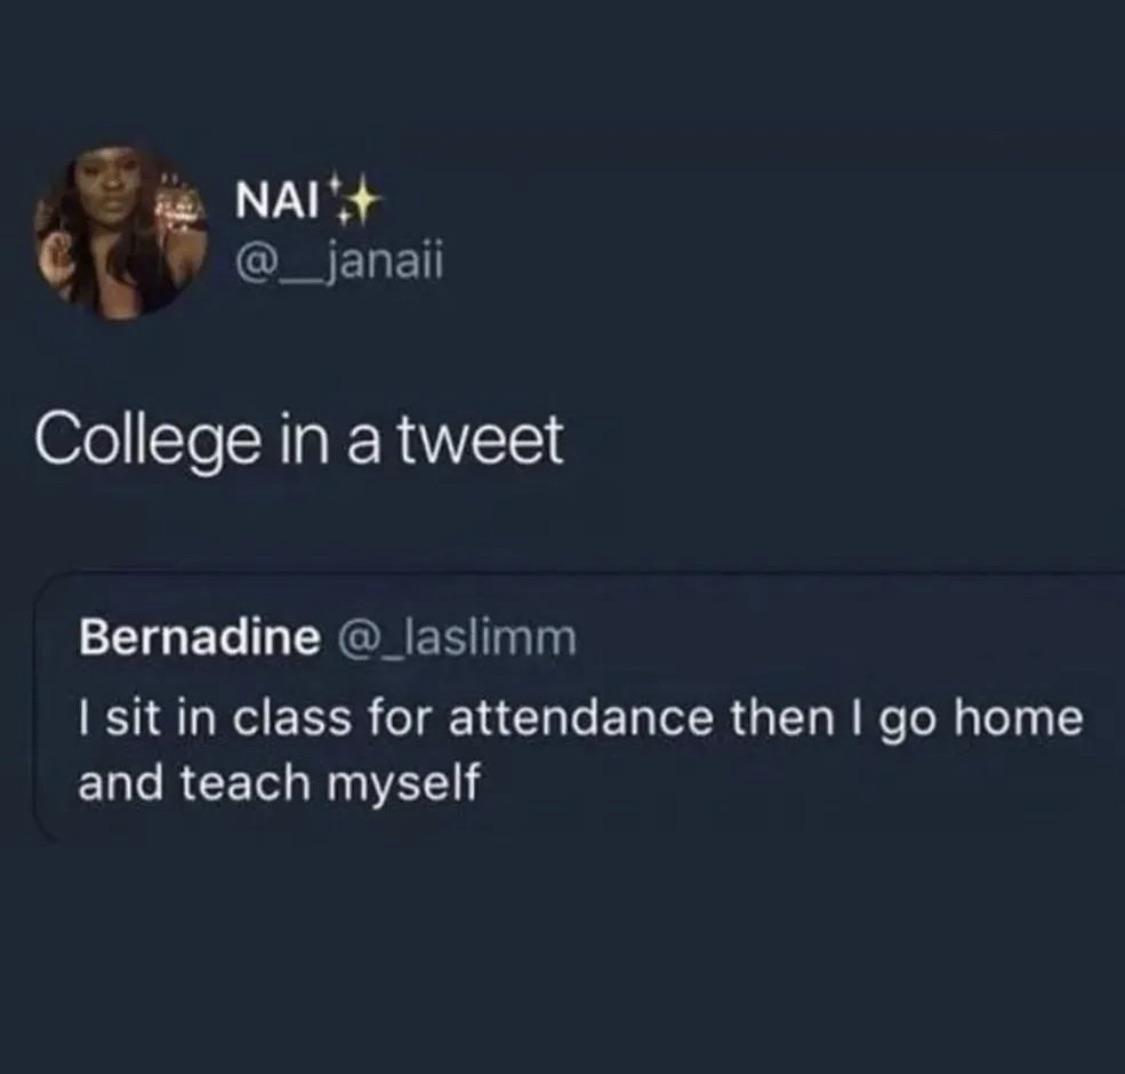 NAI✨
@__janaii
College in a tweet
Bernadine @_laslimm
I sit in class for attendance then I go home
and teach myself